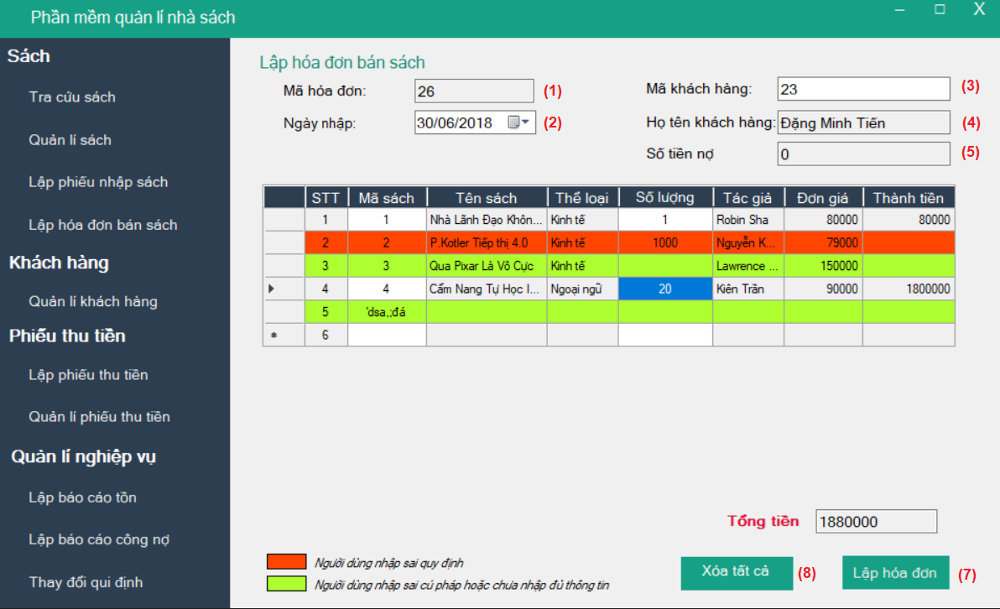 Phần mềm quản lí nhà sách
X
Sách
Tra cứu sách
Quản lí sách
Lập phiếu nhập sách
Lập hóa đơn bán sách
Khách hàng
Quản lí khách hàng
Phiếu thu tiền
Lập phiếu thu tiền
Quản lí phiếu thu tiền
Quản lí nghiệp vụ
Lập báo cáo tồn
Lập báo cáo công nợ
Thay đổi qui định
Lập hóa đơn bán sách
Mã hóa đơn: 26 (1)
Ngày nhập: 30/06/2018 (2)
Mã khách hàng: 23 (3)
Họ tên khách hàng: Đặng Minh Tiến (4)
Số tiền nợ 0 (5)
STT Mã sách Tên sách Thể loại Số lượng Tác giả Đơn giá Thành tiền
1 1 Nhà Lãnh Đạo Khôn... Kinh tế 1 Robin Sha 80000 80000
2 2 P.Kotler Tiếp thị 4.0 Kinh tế 1000 Nguyễn K... 79000
3 3 Qua Pixar Là Vô Cực Kinh tế Lawrence ... 150000
4 4 Cẩm Nang Tự Học I... Ngoại ngữ 20 Kiên Trần 90000 1800000
5 'dsa,;đá
* 6
Tổng tiền 1880000
Người dùng nhập sai quy định
Người dùng nhập sai cú pháp hoặc chưa nhập đủ thông tin
Xóa tất cả (8)
Lập hóa đơn (7)